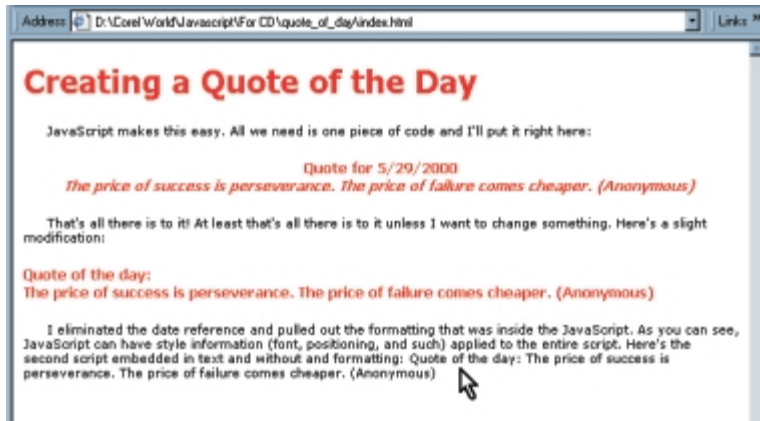 Address D:\Corel World\Javascript\For CD\quote_of_day\index.html Links »
Creating a Quote of the Day
JavaScript makes this easy. All we need is one piece of code and I'll put it right here:
Quote for 5/29/2000
The price of success is perseverance. The price of failure comes cheaper. (Anonymous)
That's all there is to it! At least that's all there is to it unless I want to change something. Here's a slight
modification:
Quote of the day:
The price of success is perseverance. The price of failure comes cheaper. (Anonymous)
I eliminated the date reference and pulled out the formatting that was inside the JavaScript. As you can see,
JavaScript can have style information (font, positioning, and such) applied to the entire script. Here's the
second script embedded in text and without and formatting: Quote of the day: The price of success is
perseverance. The price of failure comes cheaper. (Anonymous)